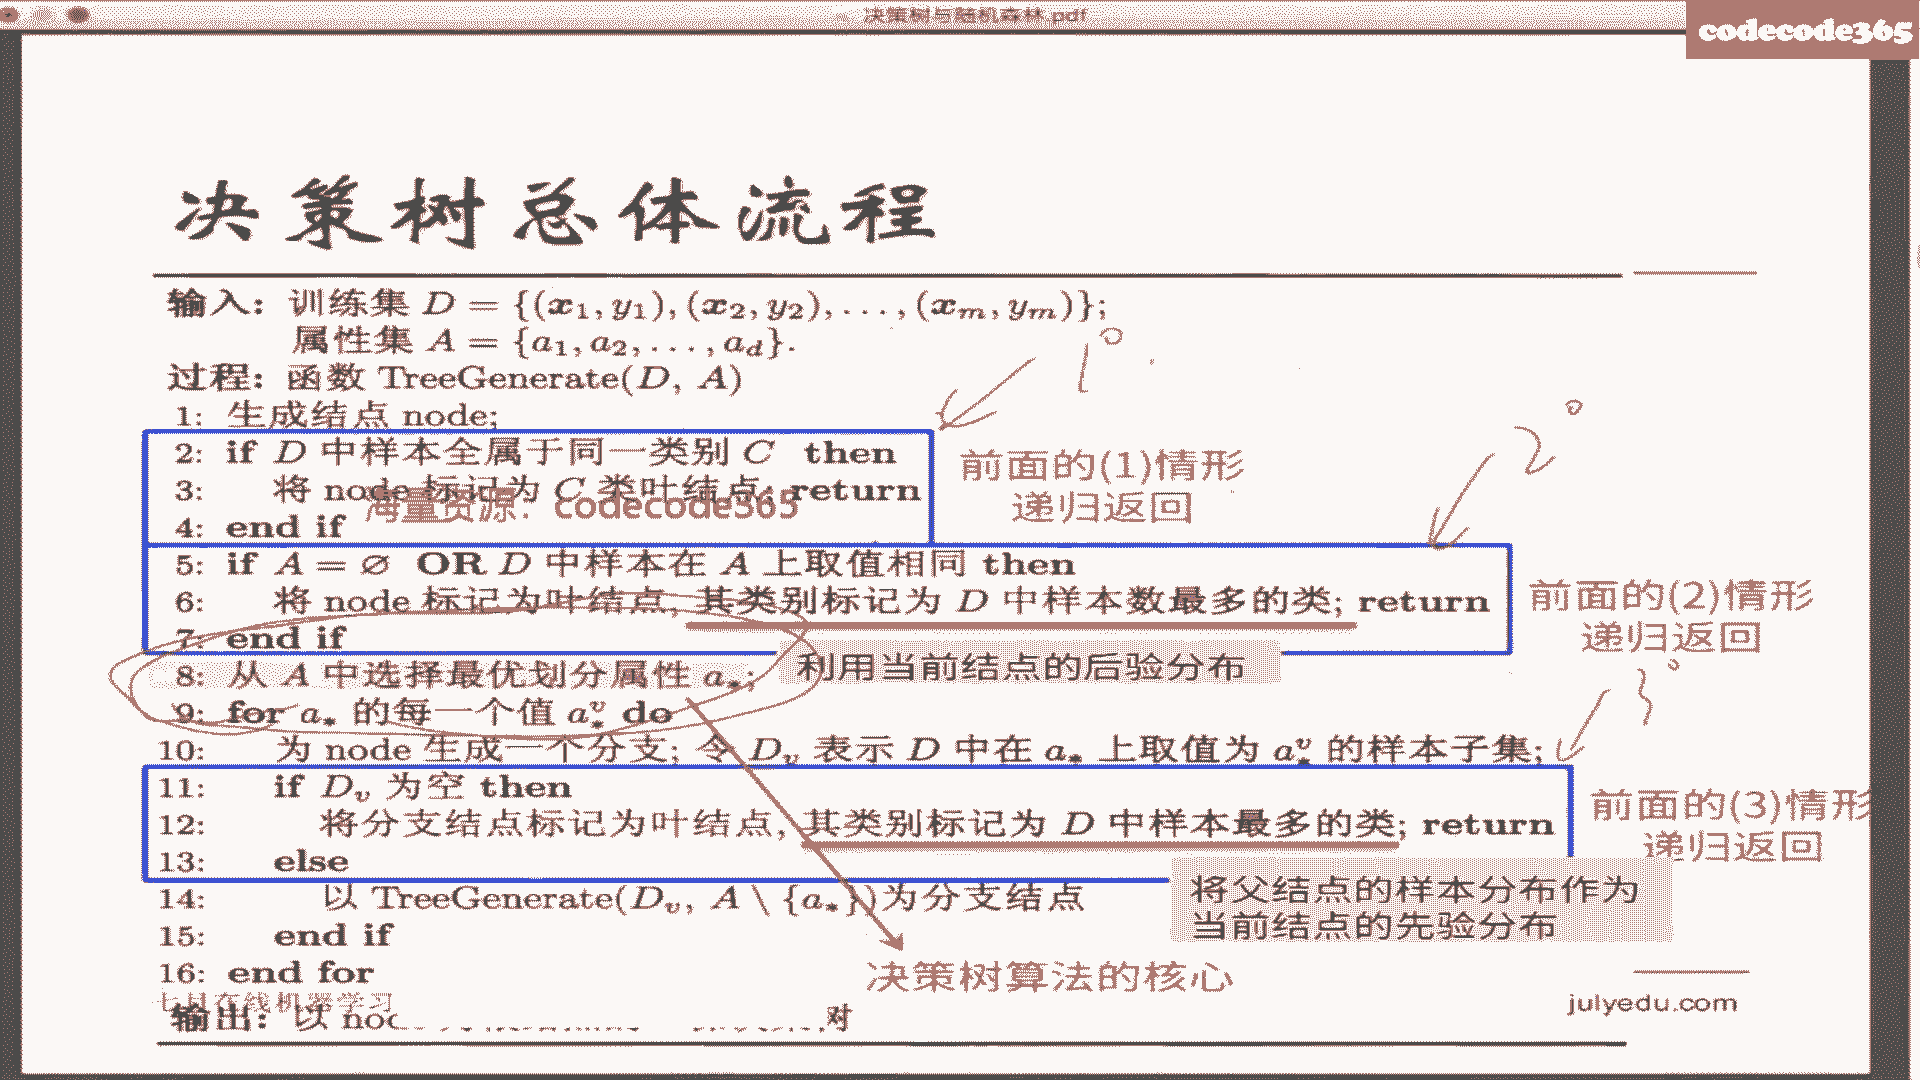 决策树与随机森林.pdf
codecode365
决策树总体流程
输入: 训练集 D = {(x₁, y₁), (x₂, y₂), . . . , (xₘ, yₘ)};
属性集 A = {a₁, a₂, . . . , a_d}.
过程: 函数 TreeGenerate(D, A)
1: 生成结点 node;
2: if D 中样本全属于同一类别 C then
3: 将 node 标记为 C 类叶结点; return
4: end if
海量资源: codecode365
前面的(1)情形
递归返回
1°
5: if A = ∅ OR D 中样本在 A 上取值相同 then
6: 将 node 标记为叶结点, 其类别标记为 D 中样本数最多的类; return
7: end if
前面的(2)情形
递归返回
2°
利用当前结点的后验分布
8: 从 A 中选择最优划分属性 a_*;
9: for a_* 的每一个值 a_*^v do
10: 为 node 生成一个分支; 令 D_v 表示 D 中在 a_* 上取值为 a_*^v 的样本子集;
11: if D_v 为空 then
12: 将分支结点标记为叶结点, 其类别标记为 D 中样本最多的类; return
13: else
前面的(3)情形
递归返回
3°
将父结点的样本分布作为
当前结点的先验分布
14: 以 TreeGenerate(D_v, A \ {a_*})为分支结点
15: end if
16: end for
决策树算法的核心
七月在线机器学习
julyedu.com
输出: 以